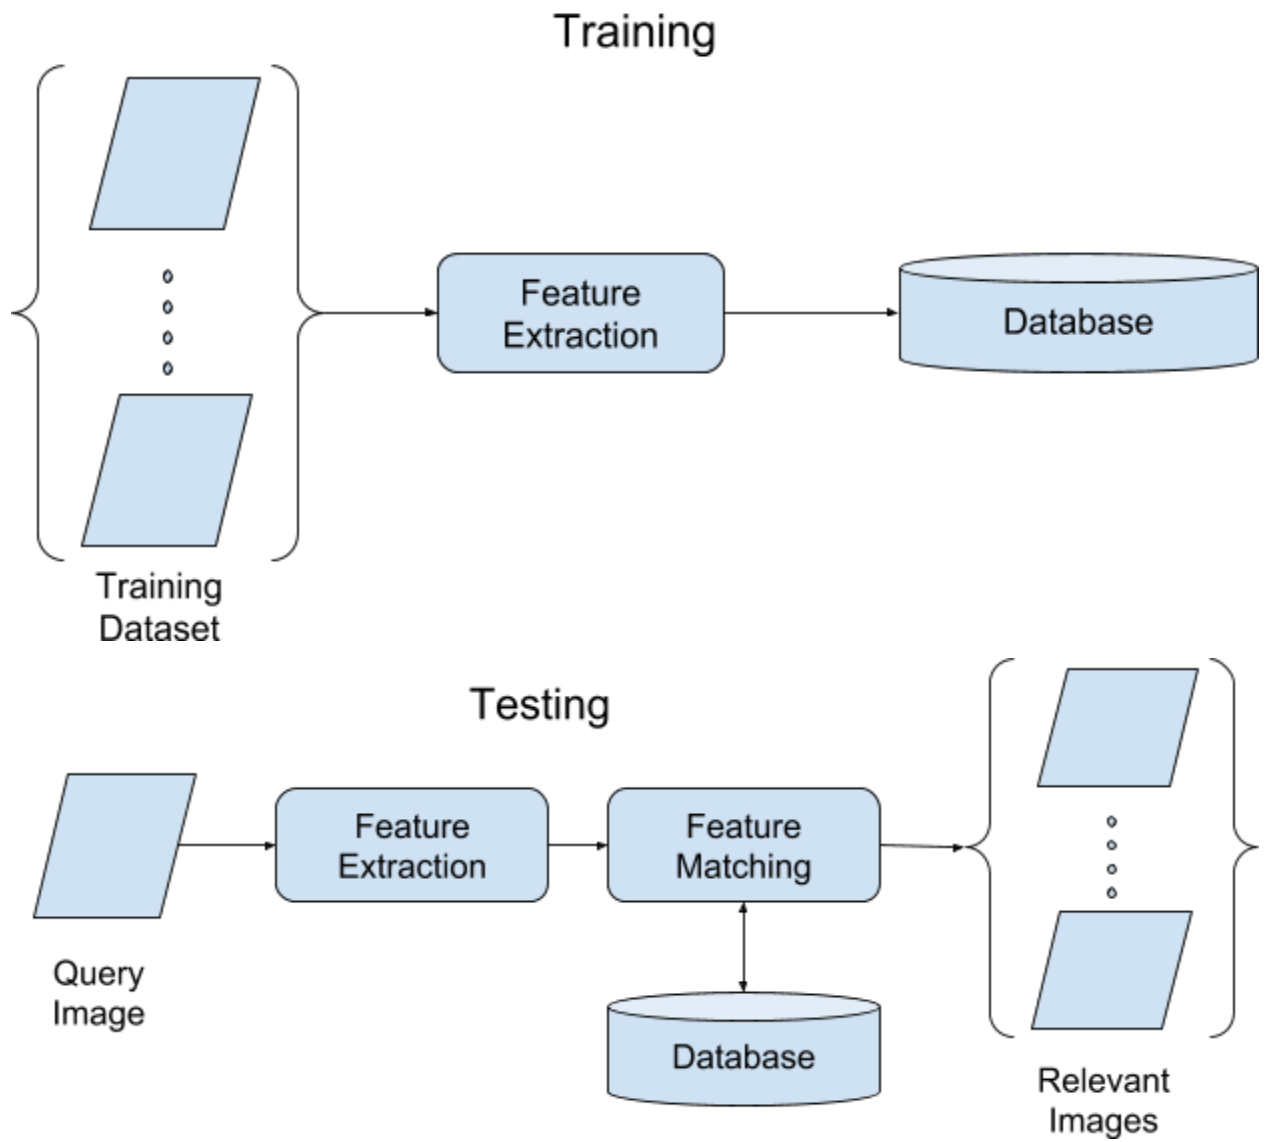 Training
Feature
Extraction
Database
Training
Dataset
Testing
Feature
Extraction
Feature
Matching
Query
Image
Database
Relevant
Images